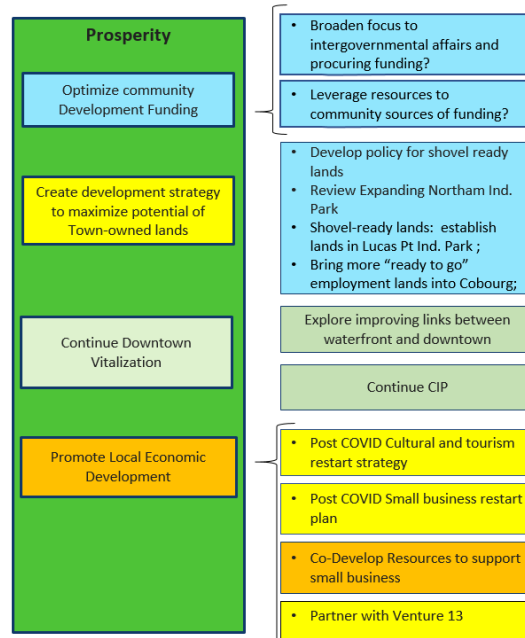 Prosperity
Optimize community
Development Funding
• Broaden focus to
intergovernmental affairs and
procuring funding?
• Leverage resources to
community sources of funding?
Create development strategy
to maximize potential of
Town-owned lands
• Develop policy for shovel ready
lands
• Review Expanding Northam Ind.
Park
• Shovel-ready lands: establish
lands in Lucas Pt Ind. Park ;
• Bring more “ready to go”
employment lands into Cobourg;
Continue Downtown
Vitalization
Explore improving links between
waterfront and downtown
Continue CIP
Promote Local Economic
Development
• Post COVID Cultural and tourism
restart strategy
• Post COVID Small business restart
plan
• Co-Develop Resources to support
small business
• Partner with Venture 13